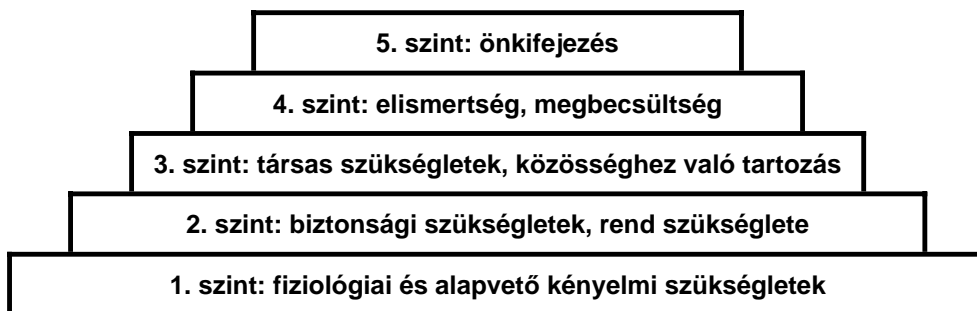 5. szint: önkifejezés
4. szint: elismertség, megbecsültség
3. szint: társas szükségletek, közösséghez való tartozás
2. szint: biztonsági szükségletek, rend szükséglete
1. szint: fiziológiai és alapvető kényelmi szükségletek